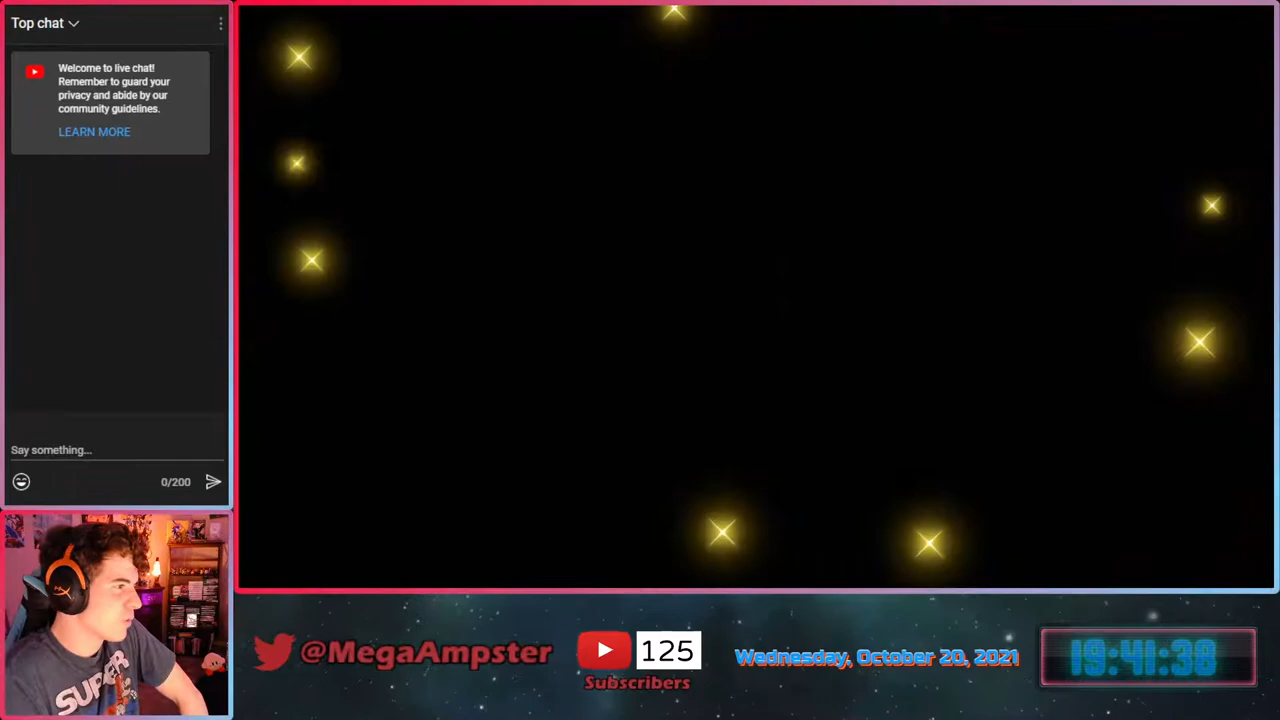 Top chat
Welcome to live chat!
Remember to guard your
privacy and abide by our
community guidelines.
LEARN MORE
Say something...
0/200
SUPER
@MegaAmpster
125
Subscribers
Wednesday, October 20, 2021
19:41:38